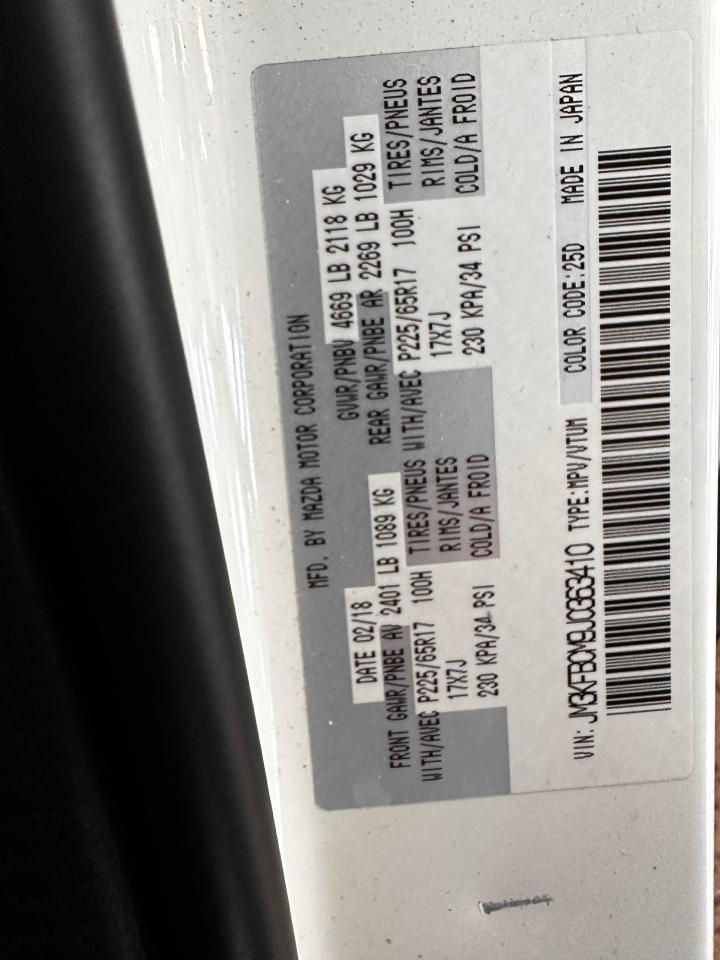 MFD. BY MAZDA MOTOR CORPORATION
DATE 02/18
GVWR/PNBV 4669 LB 2118 KG
FRONT GAWR/PNBE AV 2401 LB 1089 KG
REAR GAWR/PNBE AR 2269 LB 1029 KG
WITH/AVEC P225/65R17 100H TIRES/PNEUS WITH/AVEC P225/65R17 100H TIRES/PNEUS
17X7J RIMS/JANTES 17X7J RIMS/JANTES
230 KPA/34 PSI COLD/A FROID 230 KPA/34 PSI COLD/A FROID
VIN: JM3KFBCM9J0363410 TYPE:MPV/VTUM COLOR CODE:25D MADE IN JAPAN